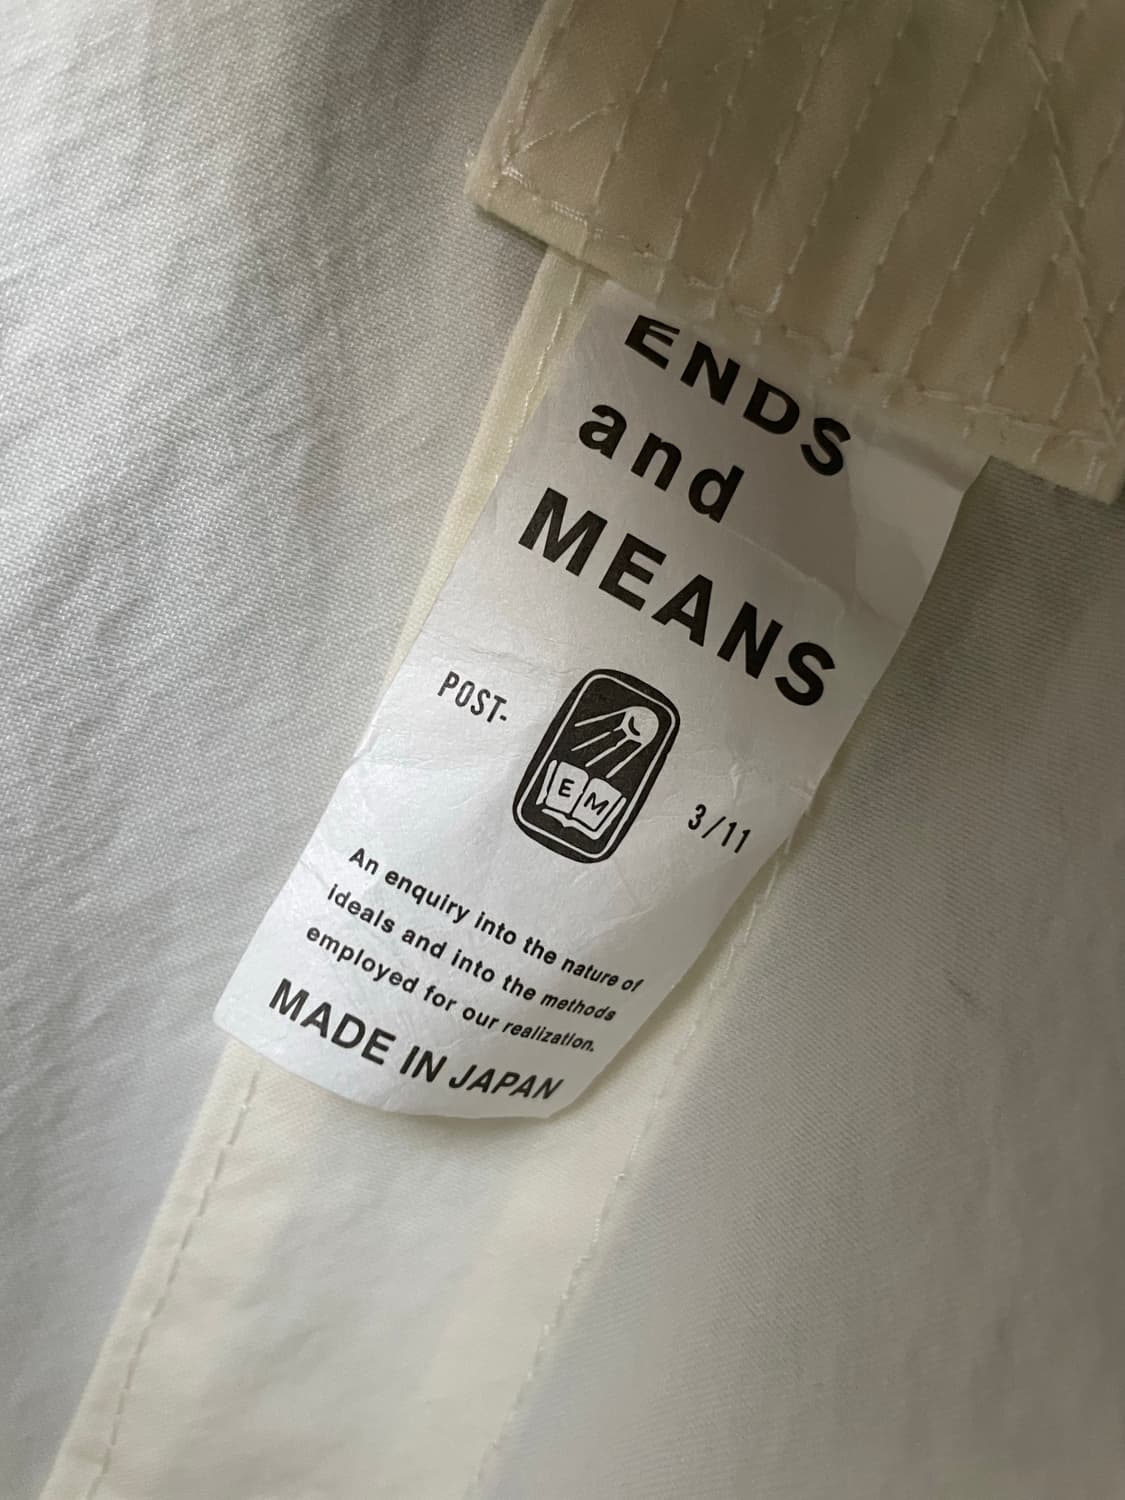 ENDS
and
MEANS
POST-
E M
3/11
An enquiry into the nature of
ideals and into the methods
employed for our realization.
MADE IN JAPAN